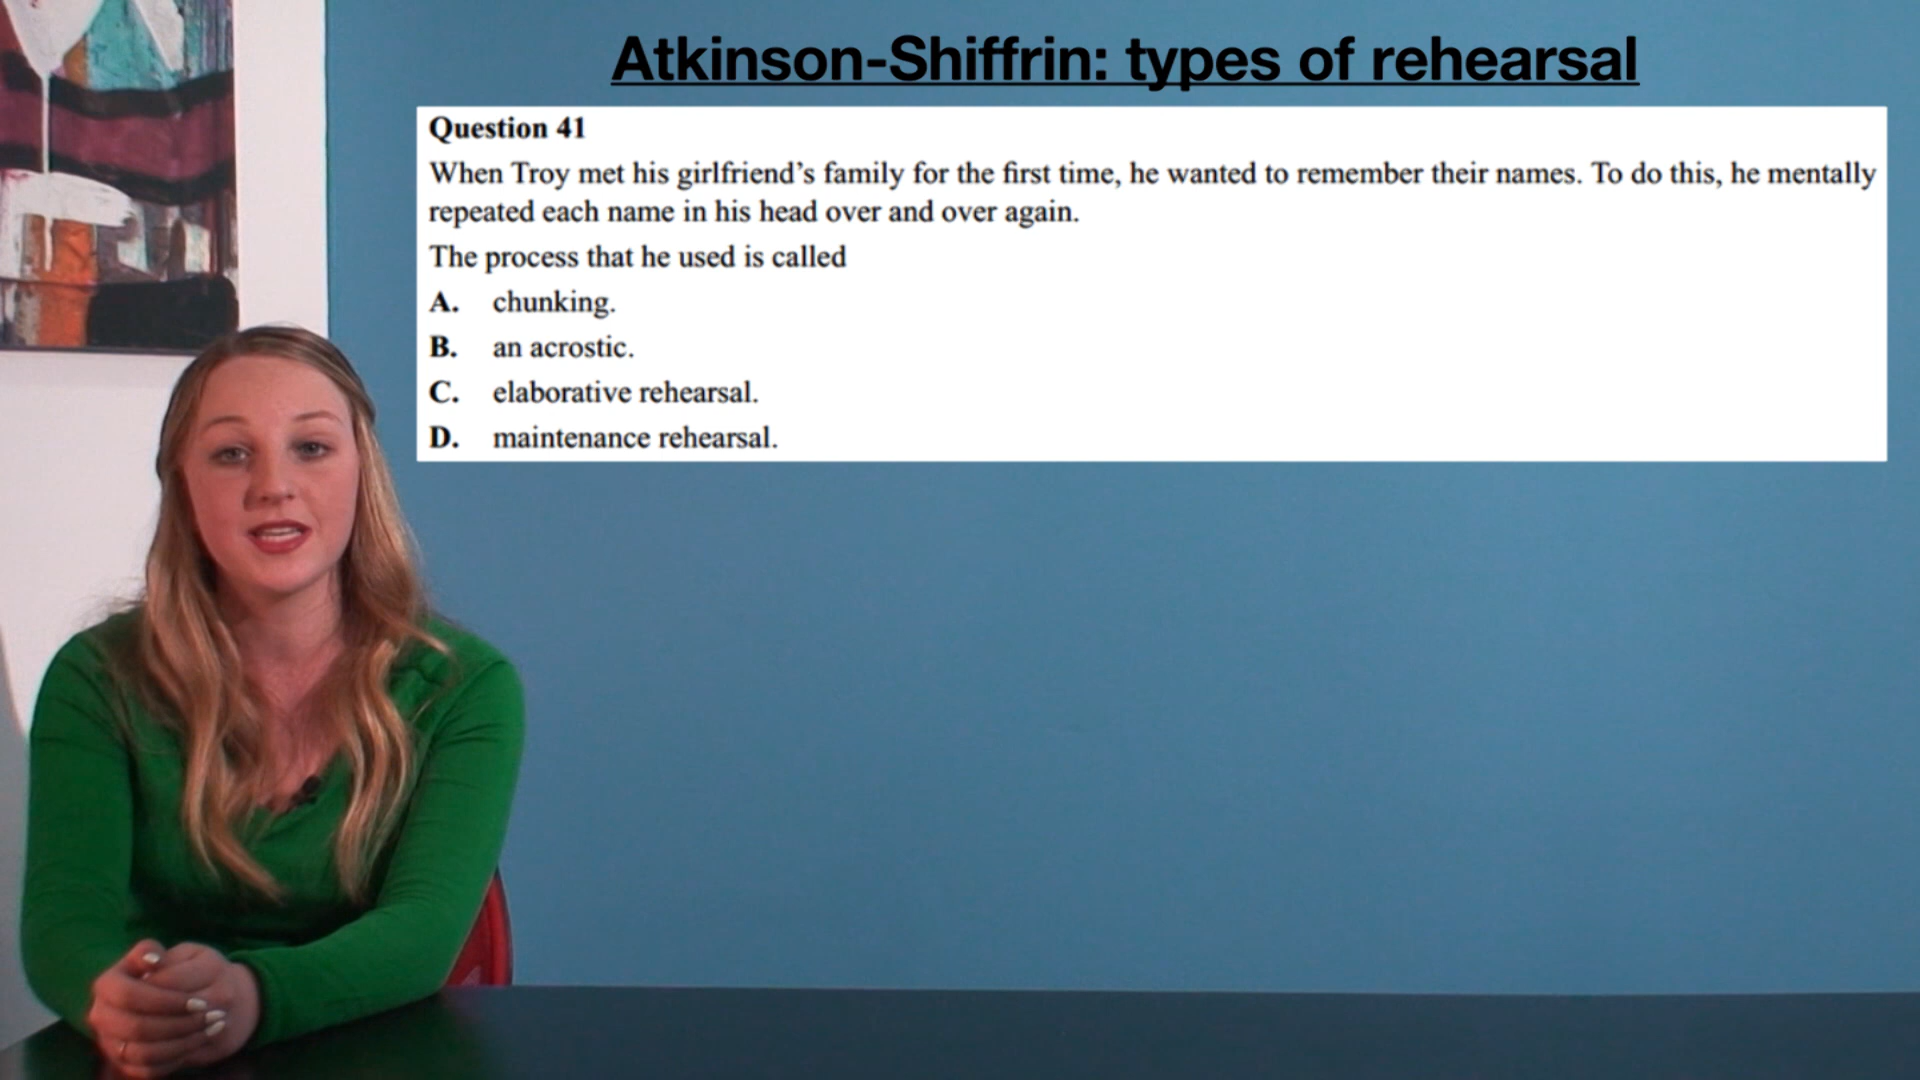 Atkinson-Shiffrin: types of rehearsal
Question 41
When Troy met his girlfriend’s family for the first time, he wanted to remember their names. To do this, he mentally
repeated each name in his head over and over again.
The process that he used is called
A. chunking.
B. an acrostic.
C. elaborative rehearsal.
D. maintenance rehearsal.